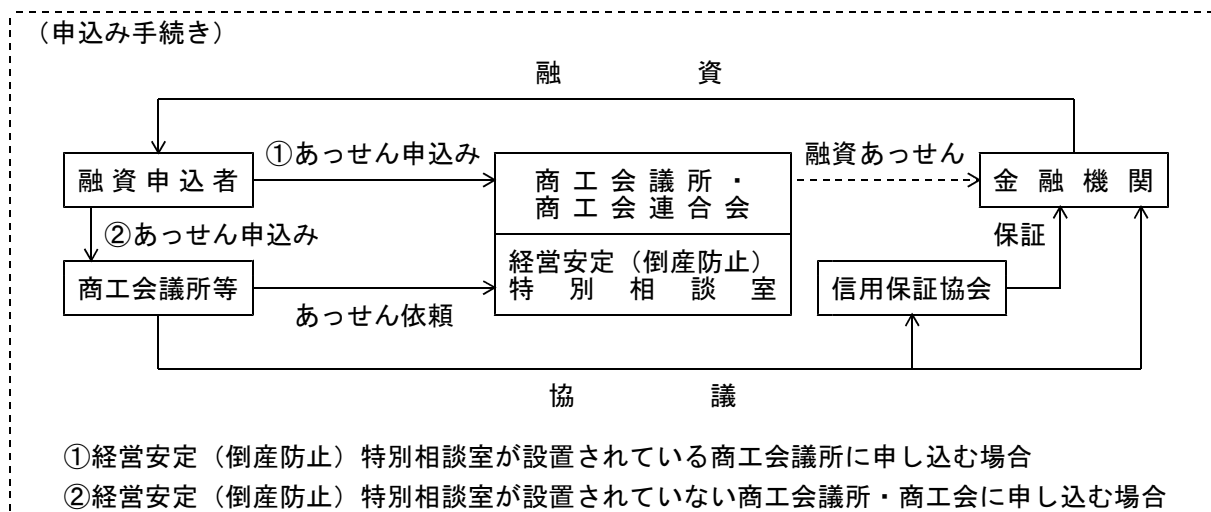 （申込み手続き）
融資
①あっせん申込み
融資あっせん
融資申込者
商工会議所・
商工会連合会
金融機関
②あっせん申込み
保証
経営安定（倒産防止）
特別相談室
商工会議所等
信用保証協会
あっせん依頼
協議
①経営安定（倒産防止）特別相談室が設置されている商工会議所に申し込む場合
②経営安定（倒産防止）特別相談室が設置されていない商工会議所・商工会に申し込む場合